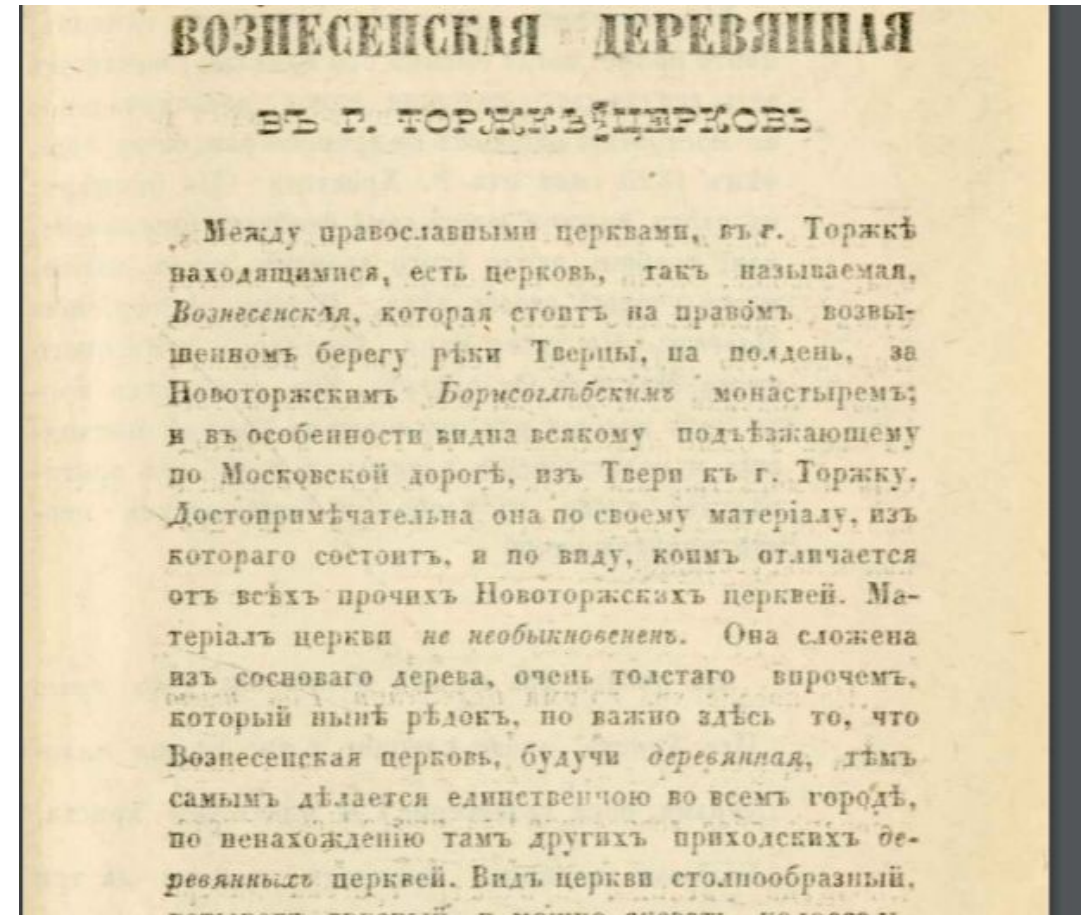 ВОЗНЕСЕНСКАЯ ДЕРЕВЯННАЯ
ВЪ Г. ТОРЖКѢ ЦЕРКОВЬ
Между православными церквами, въ г. Торжкѣ
находящимися, есть церковь, такъ называемая,
Вознесенская, которая стоитъ на правомъ возвы-
шенномъ берегу рѣки Тверцы, на полдень, за
Новоторжскимъ Борисоглѣбскимъ монастыремъ;
и въ особенности видна всякому подъѣзжающему
по Московской дорогѣ, изъ Твери къ г. Торжку.
Достопримѣчательна она по своему матеріалу, изъ
котораго состоитъ, и по виду, коимъ отличается
отъ всѣхъ прочихъ Новоторжскихъ церквей. Ма-
теріалъ церкви не необыкновененъ. Она сложена
изъ сосноваго дерева, очень толстаго впрочемъ,
который нынѣ рѣдокъ, но важно здѣсь то, что
Вознесенская церковь, будучи деревянная, тѣмъ
самымъ дѣлается единственною во всемъ городѣ,
по ненахожденію тамъ другихъ приходскихъ де-
ревянныхъ церквей. Видъ церкви столпообразный,